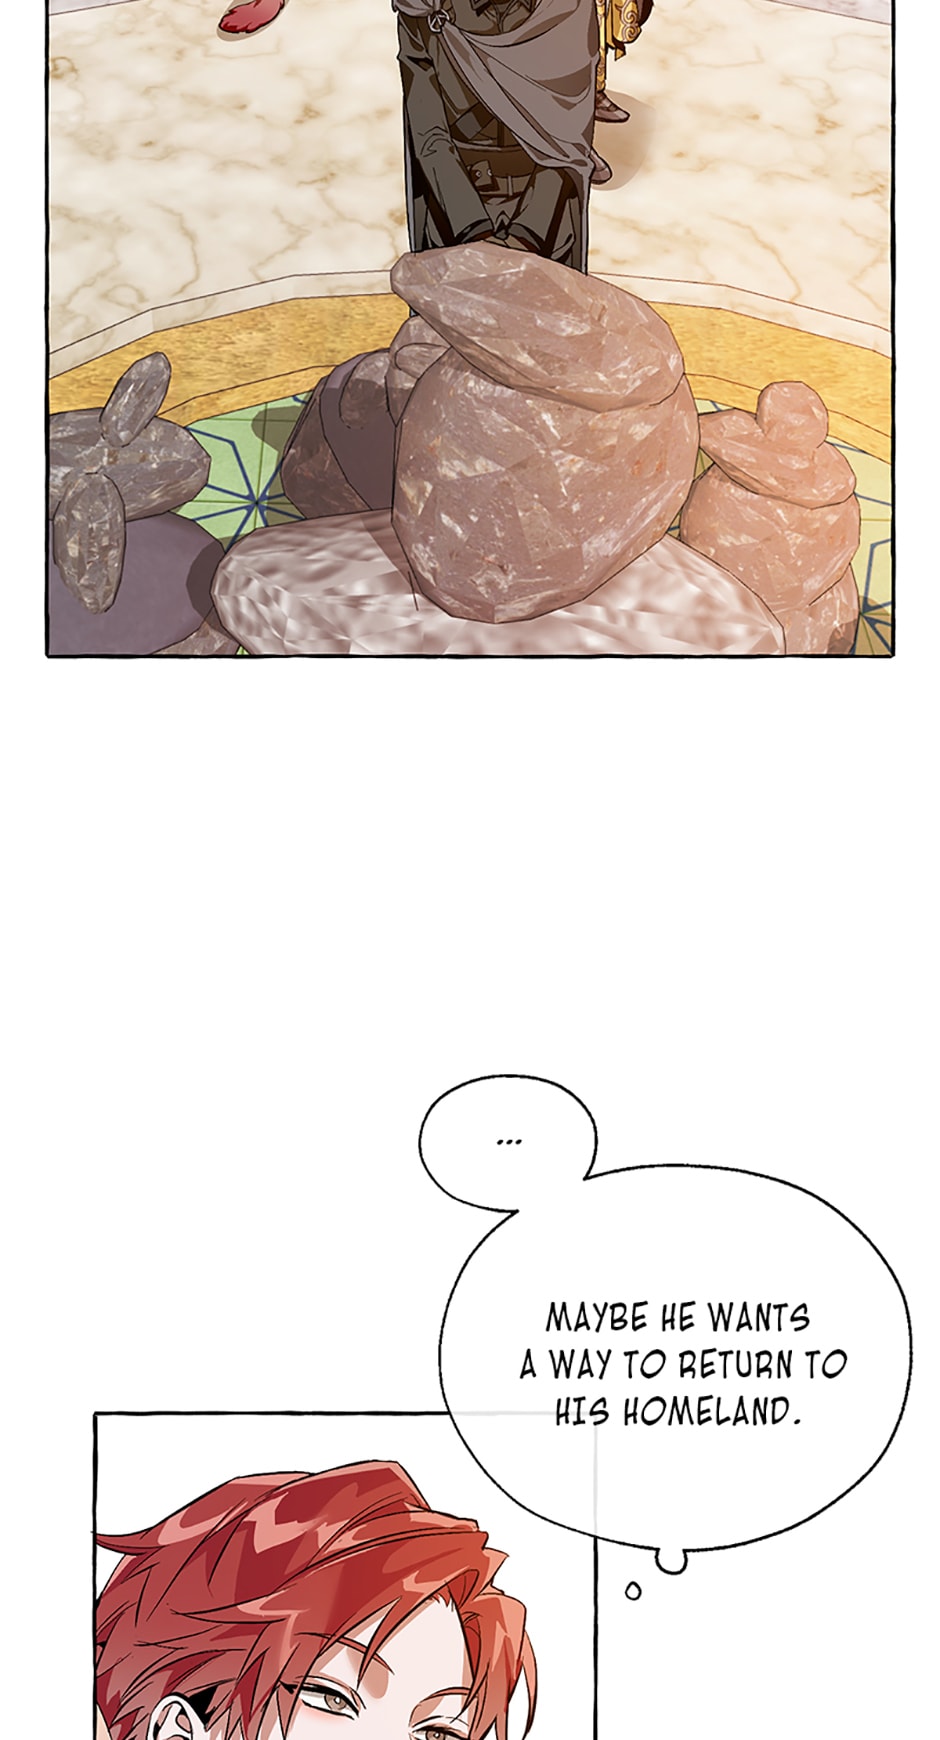 ...
MAYBE HE WANTS
A WAY TO RETURN TO
HIS HOMELAND.